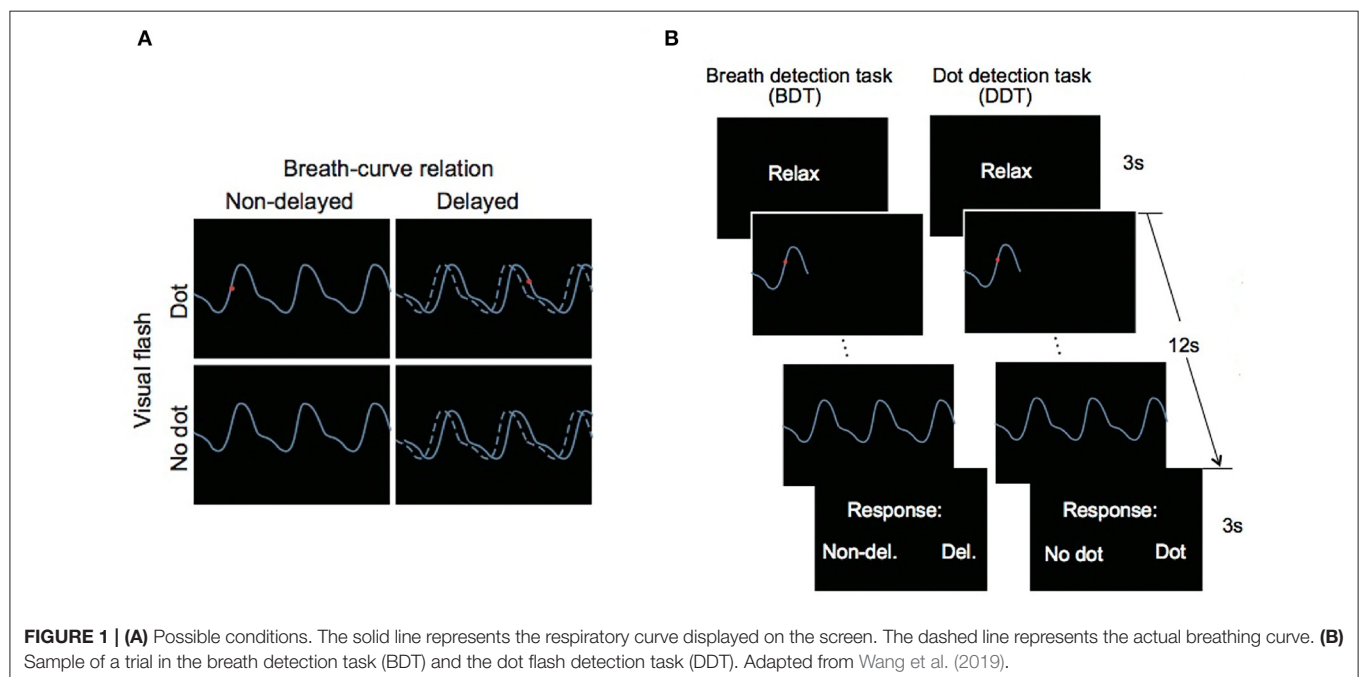 A
Breath-curve relation
Non-delayed Delayed
Visual flash
Dot
No dot
B
Breath detection task
(BDT)
Dot detection task
(DDT)
Relax
Relax
3s
12s
Response:
Non-del. Del.
Response:
No dot Dot
3s
FIGURE 1 | (A) Possible conditions. The solid line represents the respiratory curve displayed on the screen. The dashed line represents the actual breathing curve. (B)
Sample of a trial in the breath detection task (BDT) and the dot flash detection task (DDT). Adapted from Wang et al. (2019).